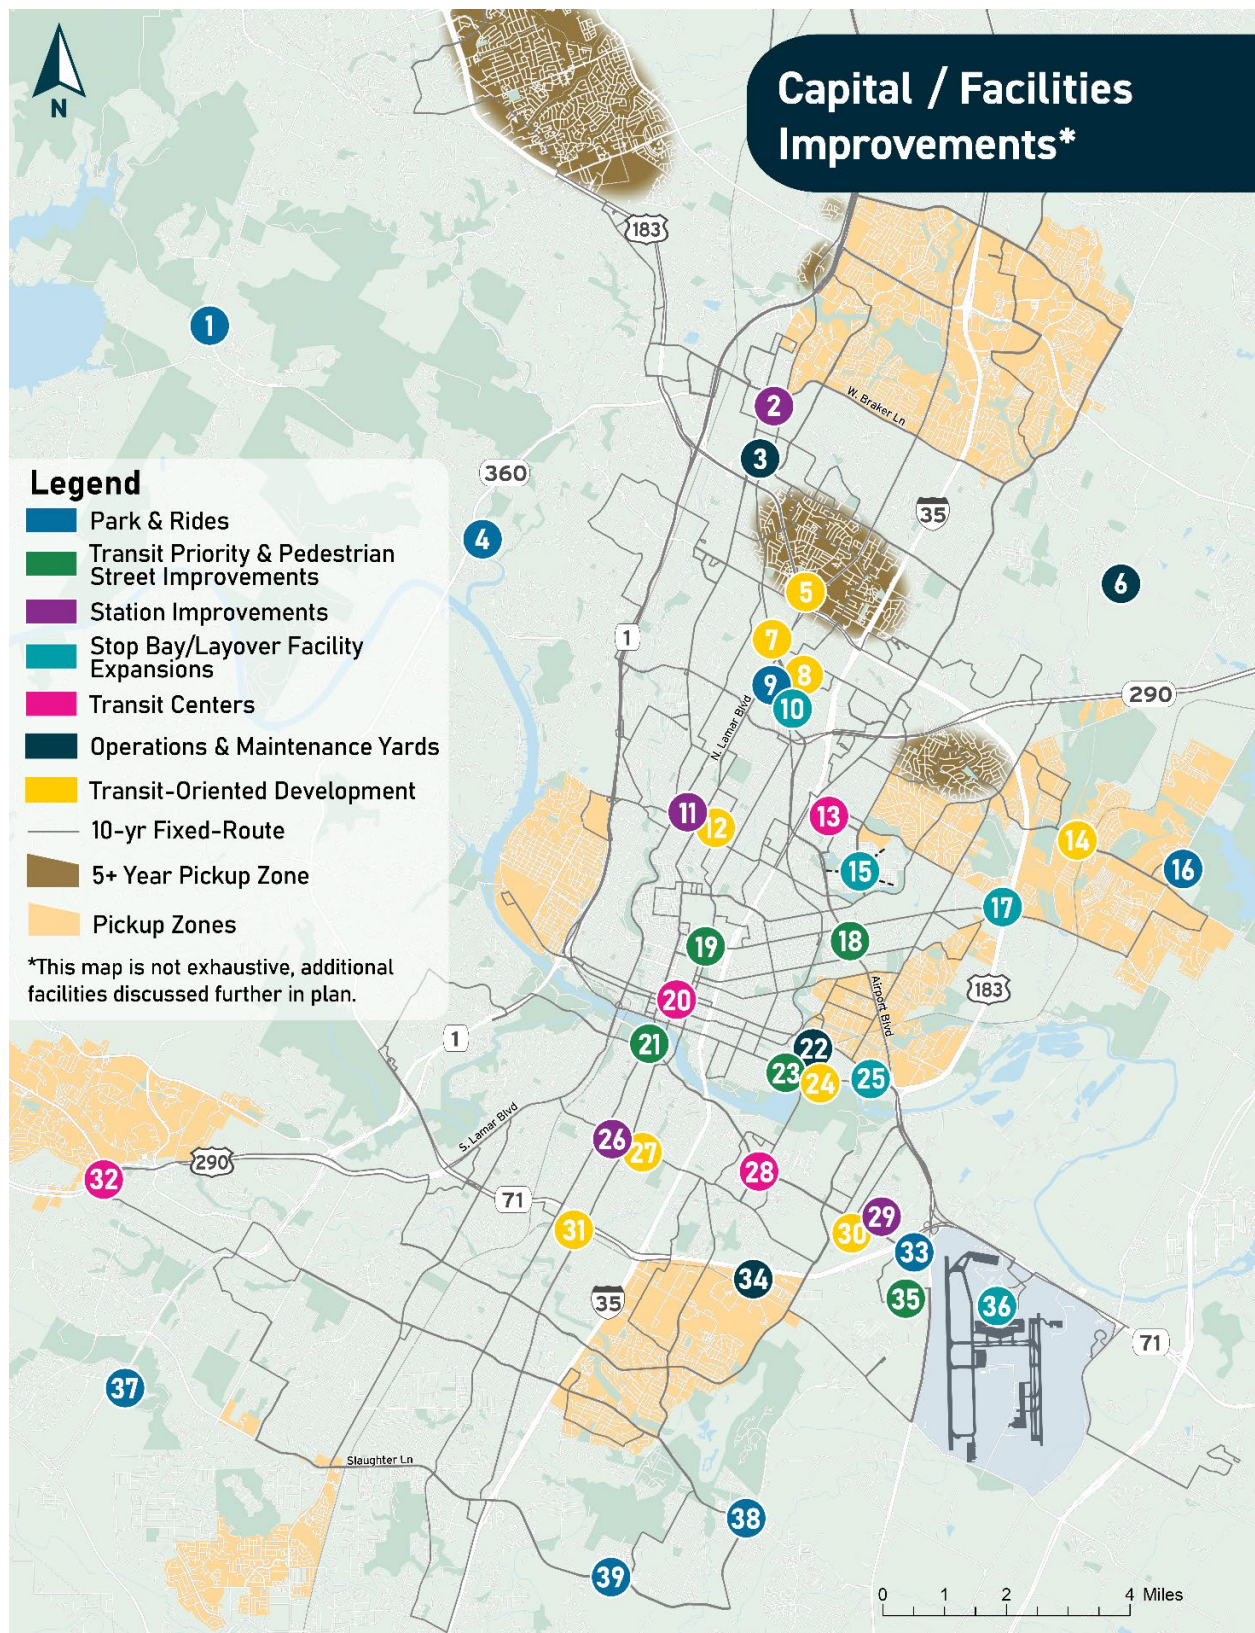 Capital / Facilities
Improvements*
N
183
1
2
W. Braker Ln
3
Legend
360
Park & Rides
35
4
Transit Priority & Pedestrian
Street Improvements
6
5
Station Improvements
1
7
Stop Bay/Layover Facility
Expansions
8
9
290
Transit Centers
10
N. Lamar Blvd
Operations & Maintenance Yards
Transit-Oriented Development
11
12
13
10-yr Fixed-Route
14
5+ Year Pickup Zone
15
16
Pickup Zones
17
19
18
*This map is not exhaustive, additional
facilities discussed further in plan.
183
20
Airport Blvd
1
21
22
23
24
25
S. Lamar Blvd
26
27
290
32
28
71
31
30
29
33
34
35
35
36
71
37
Slaughter Ln
38
39
0 1 2 4 Miles